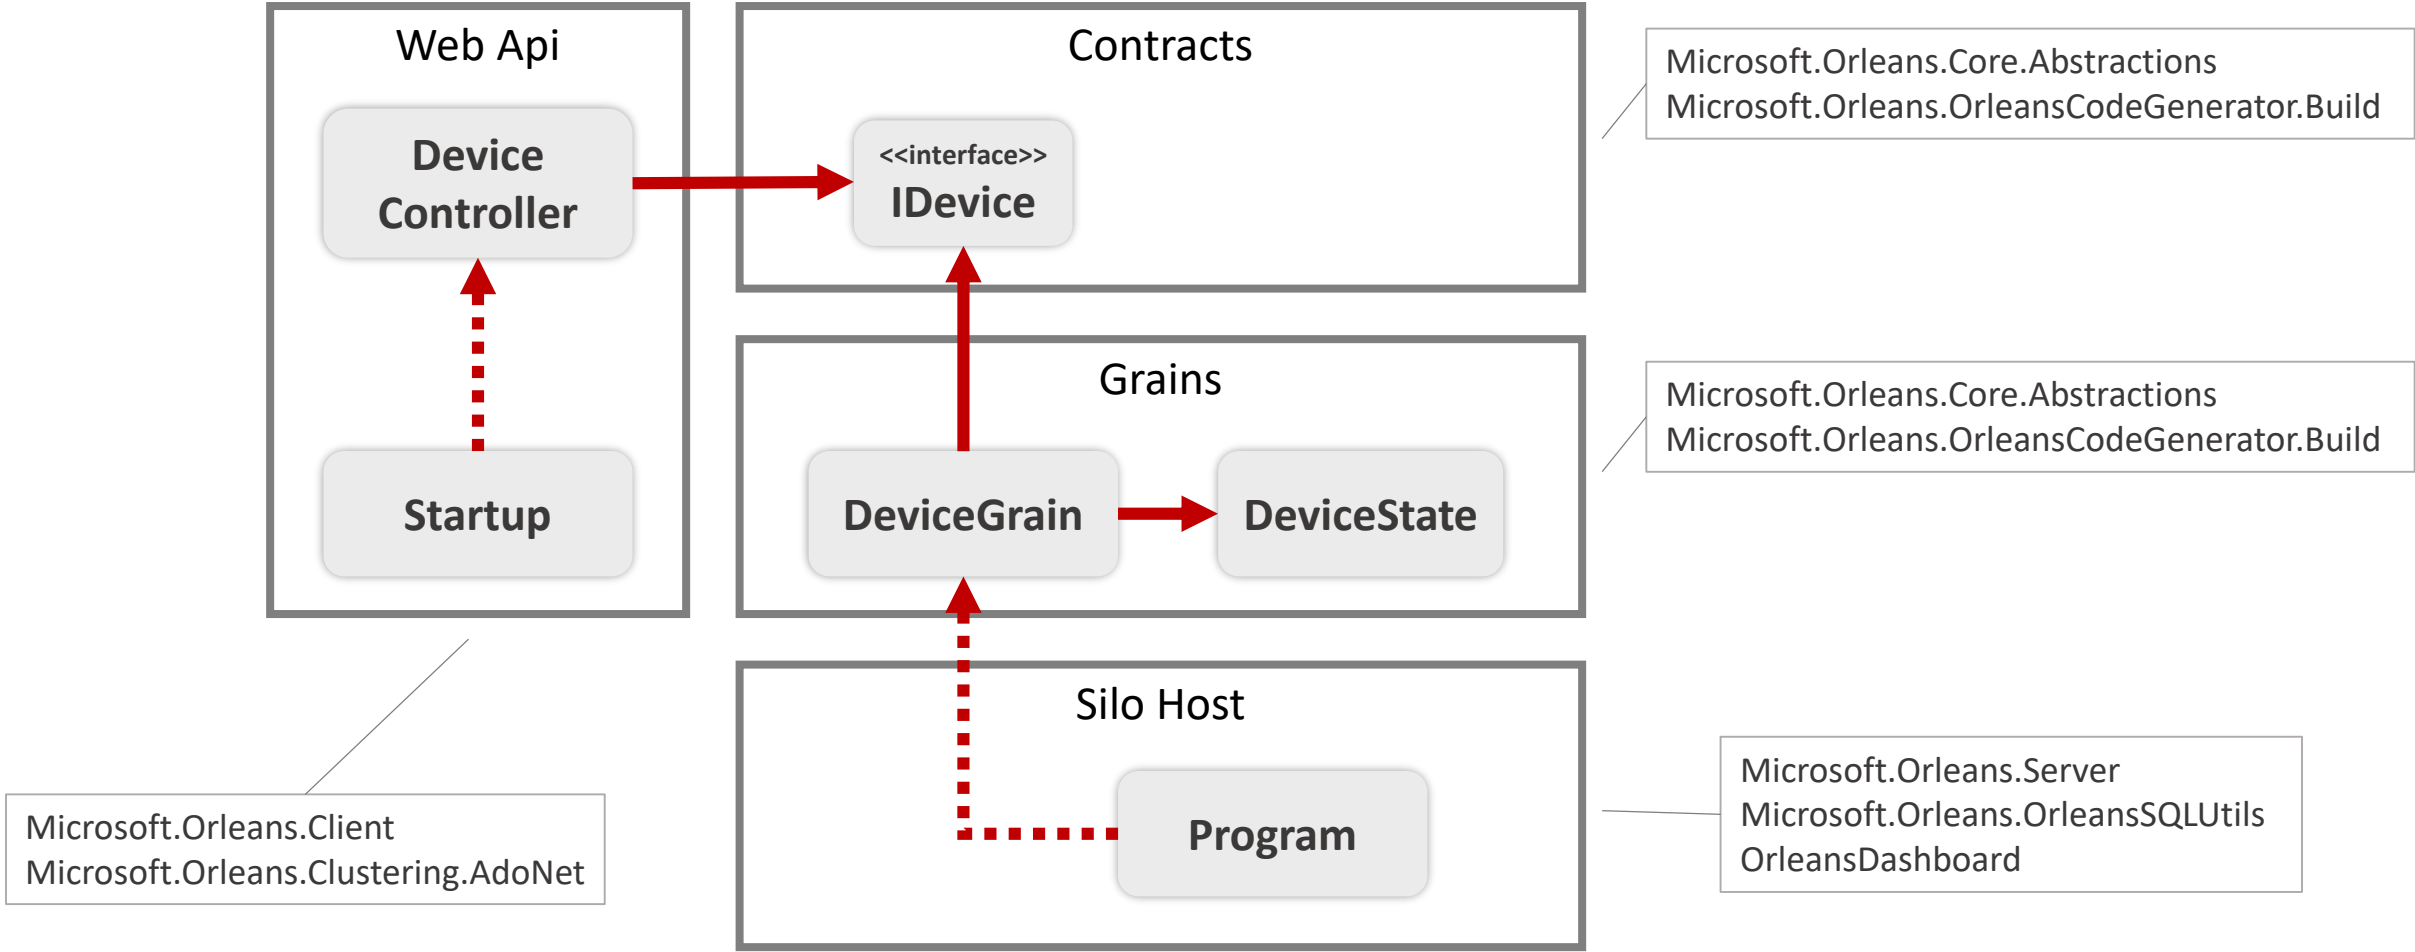 Web Api
Device
Controller
Startup
Contracts
<<interface>>
IDevice
Grains
DeviceGrain
DeviceState
Silo Host
Program
Microsoft.Orleans.Core.Abstractions
Microsoft.Orleans.OrleansCodeGenerator.Build
Microsoft.Orleans.Core.Abstractions
Microsoft.Orleans.OrleansCodeGenerator.Build
Microsoft.Orleans.Client
Microsoft.Orleans.Clustering.AdoNet
Microsoft.Orleans.Server
Microsoft.Orleans.OrleansSQLUtils
OrleansDashboard